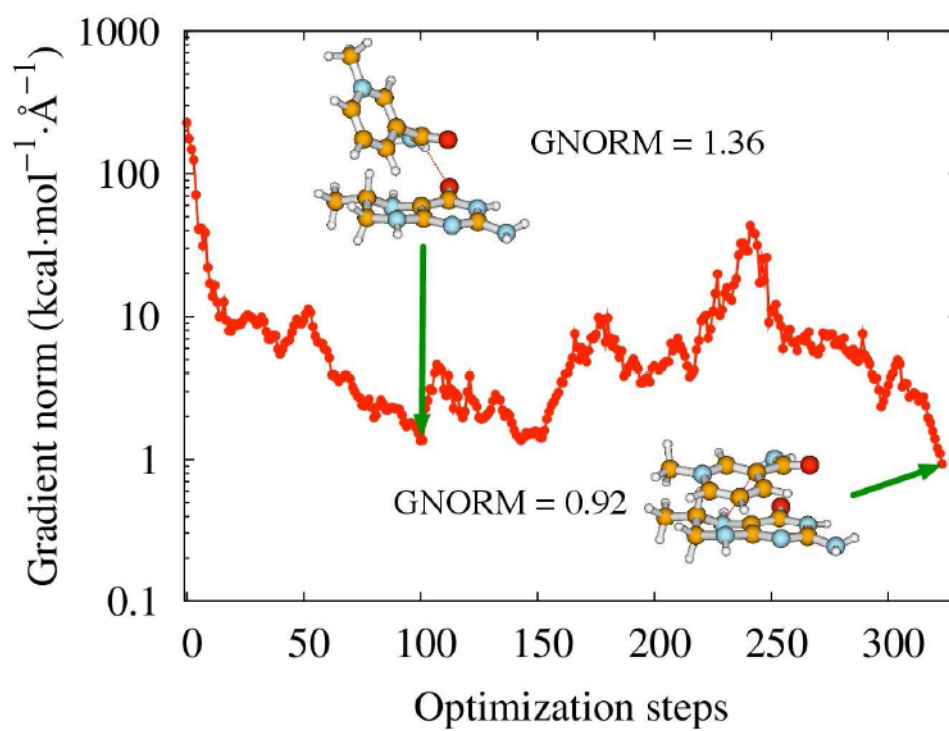 1000
100
10
1
0.1
Gradient norm (kcal·mol⁻¹·Å⁻¹)
GNORM = 1.36
GNORM = 0.92
0 50 100 150 200 250 300
Optimization steps